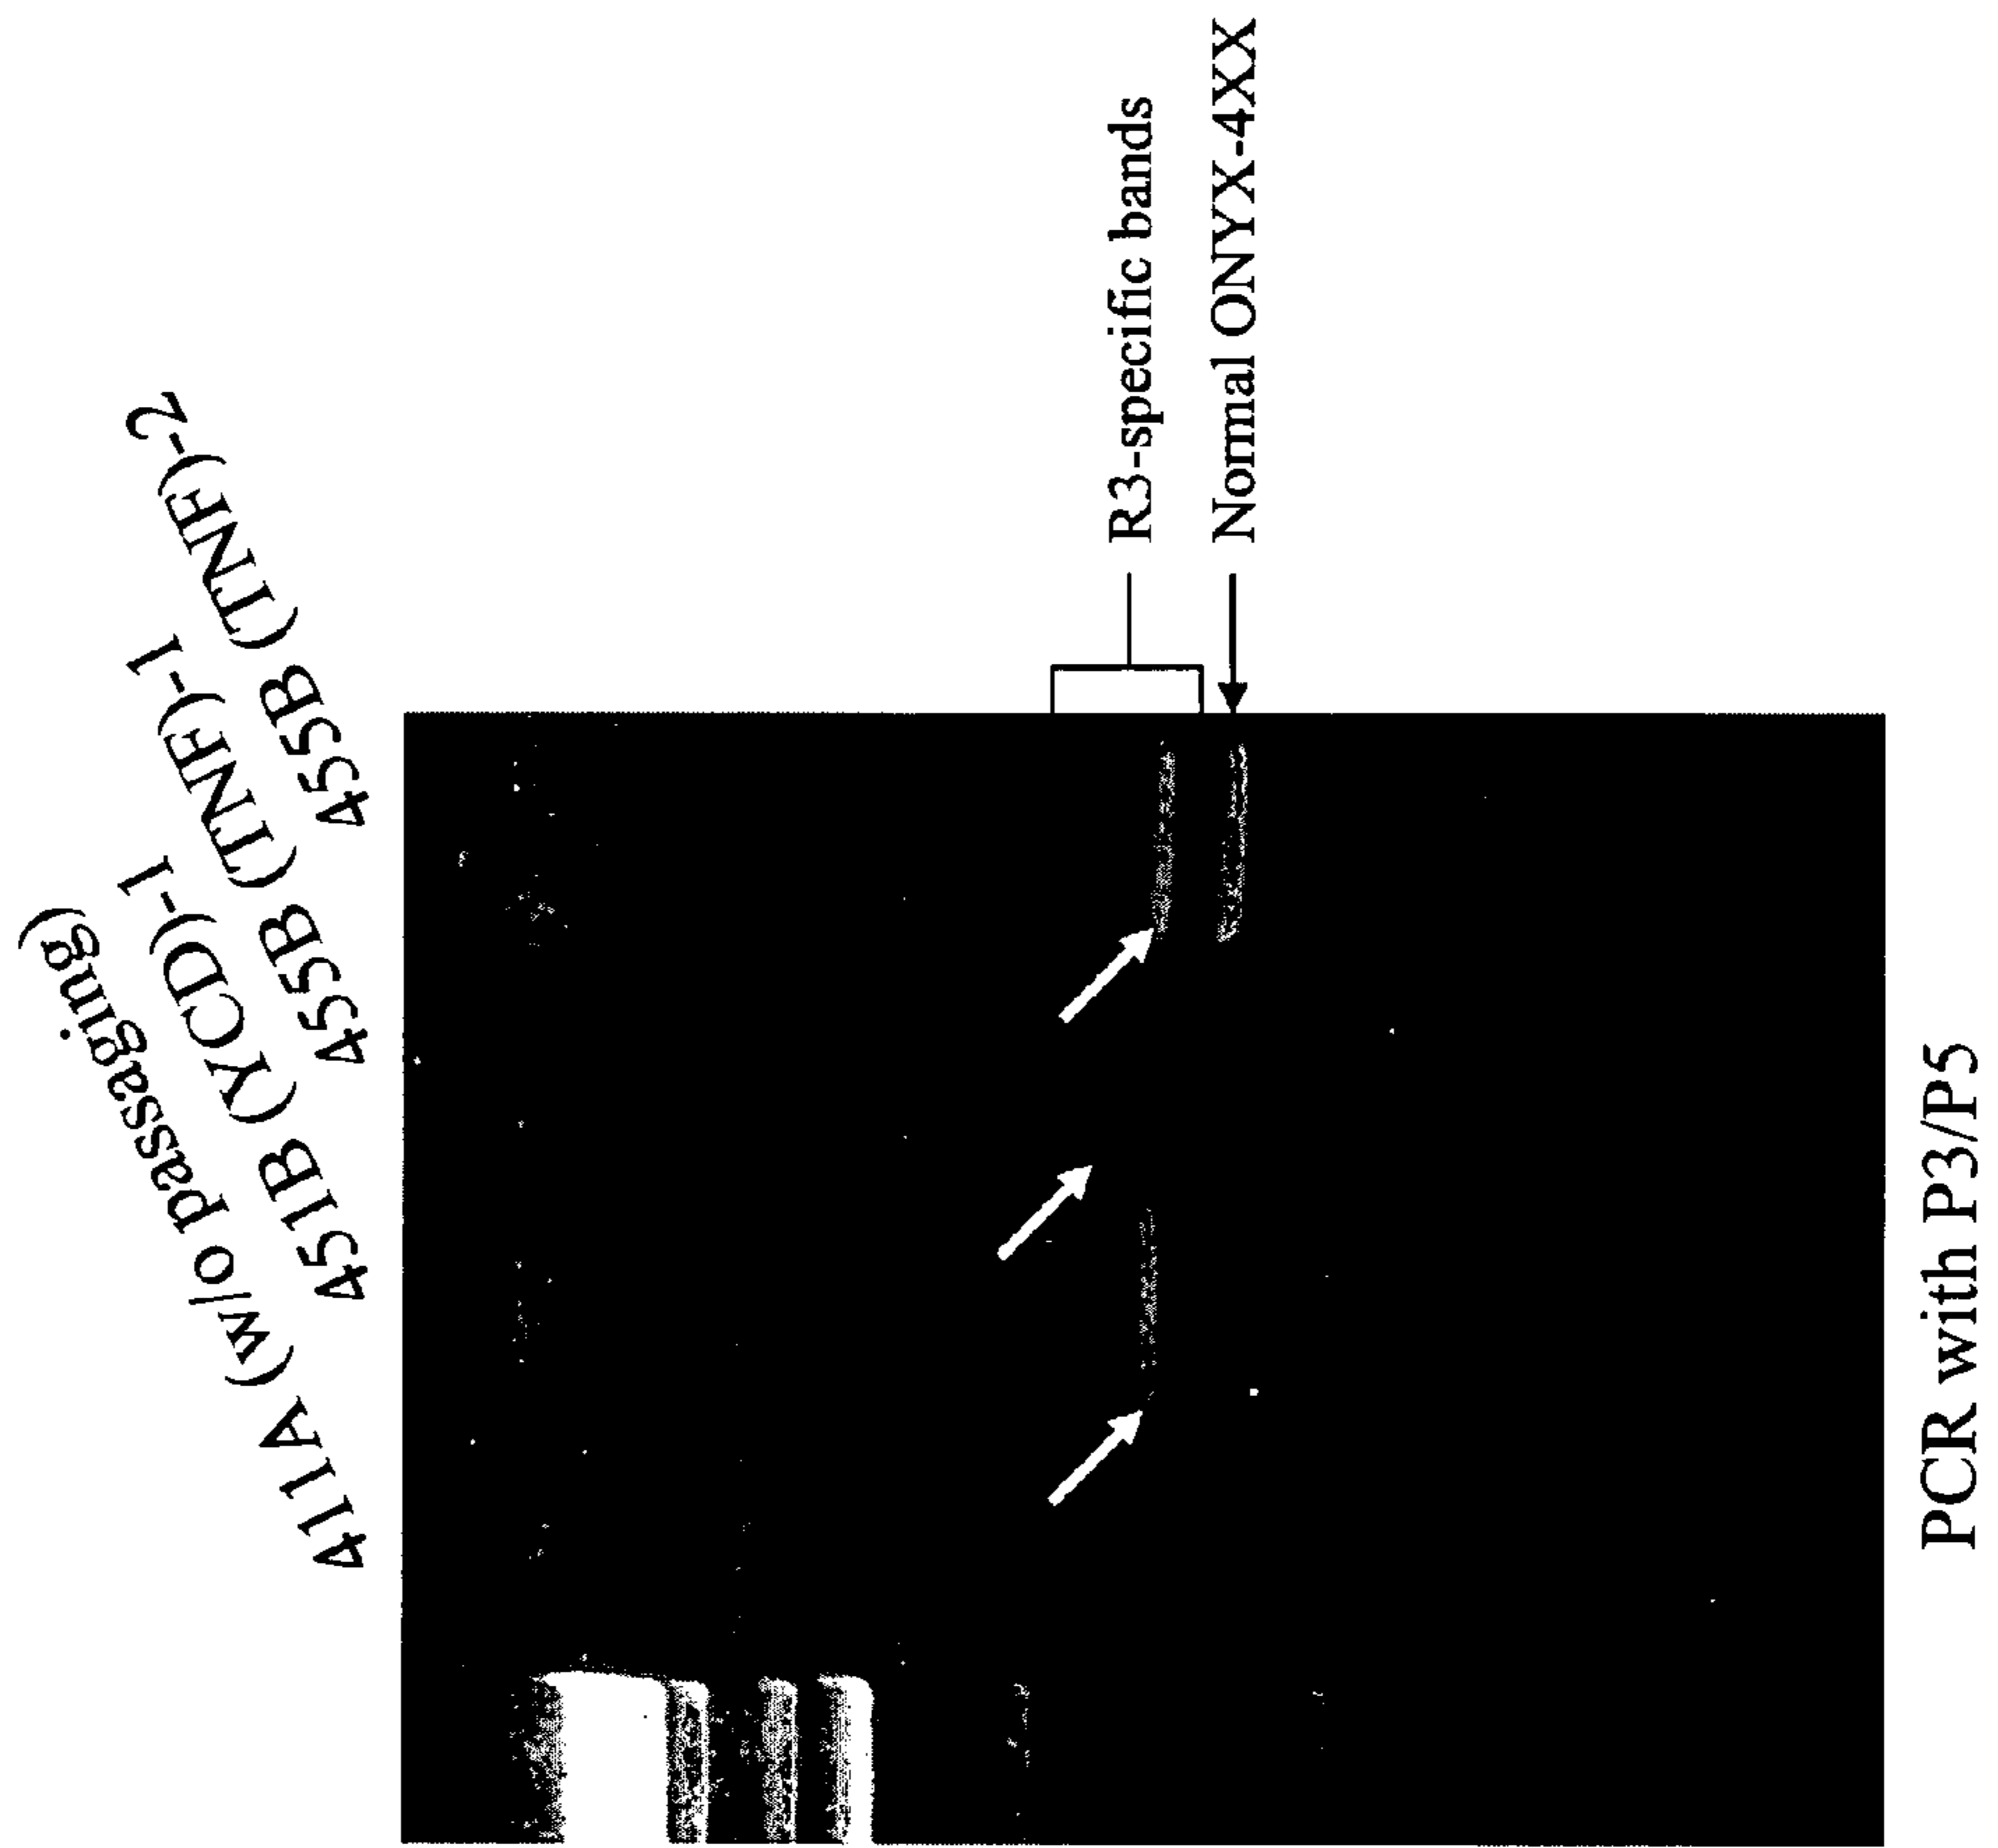 411A (w/o passaging)
451B (YCD)-1
455B (TNF)-1
455B (TNF)-2
R3-specific bands
Normal ONYX-4XX
PCR with P3/P5